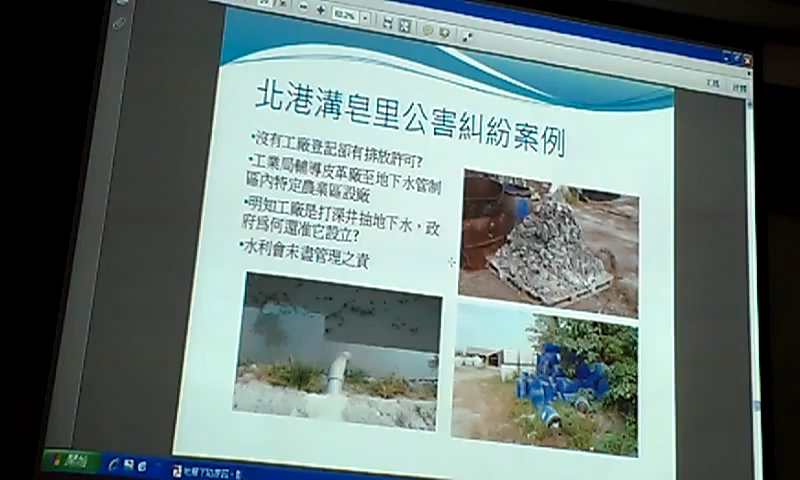 北港溝皂里公害糾紛案例
•沒有工廠登記卻有排放許可?
•工業局輔導皮革廠至地下水管制
區內特定農業區設廠
•明知工廠是打深井抽地下水，政
府為何還准它設立?
•水利會未盡管理之責
開始